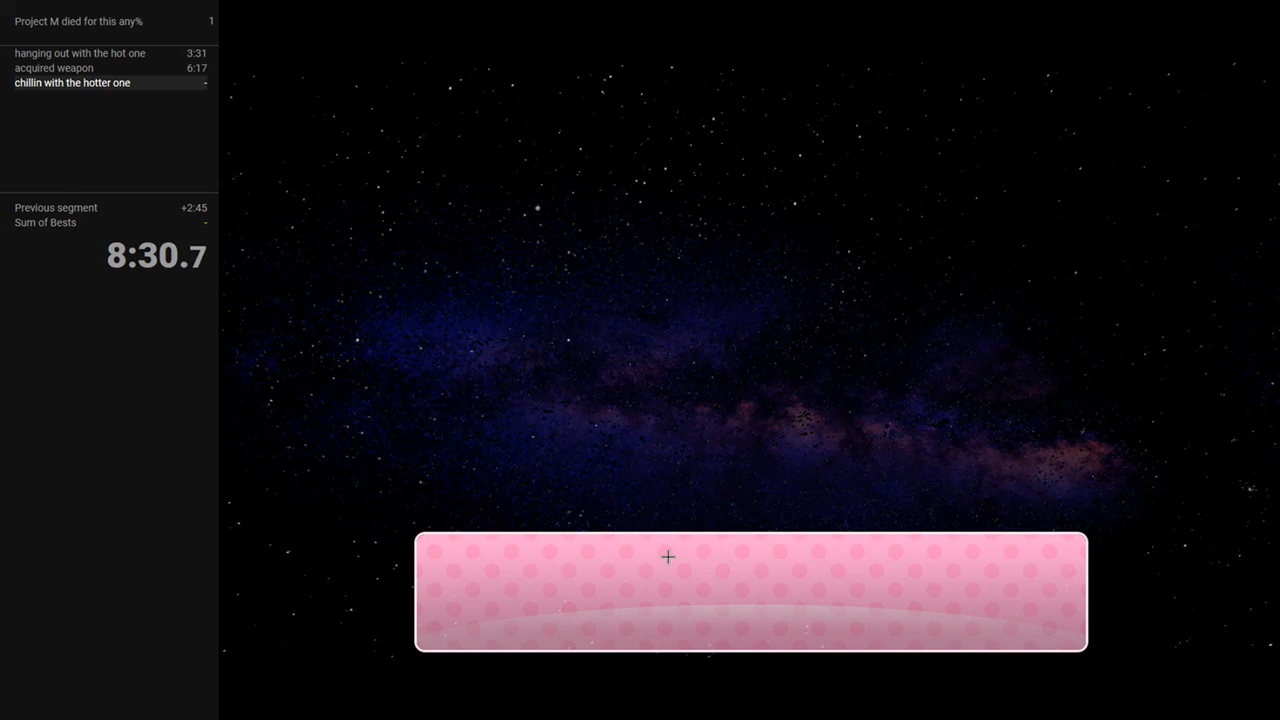 Project M died for this any% 1
hanging out with the hot one 3:31
acquired weapon 6:17
chillin with the hotter one -
Previous segment +2:45
Sum of Bests -
8:30.7